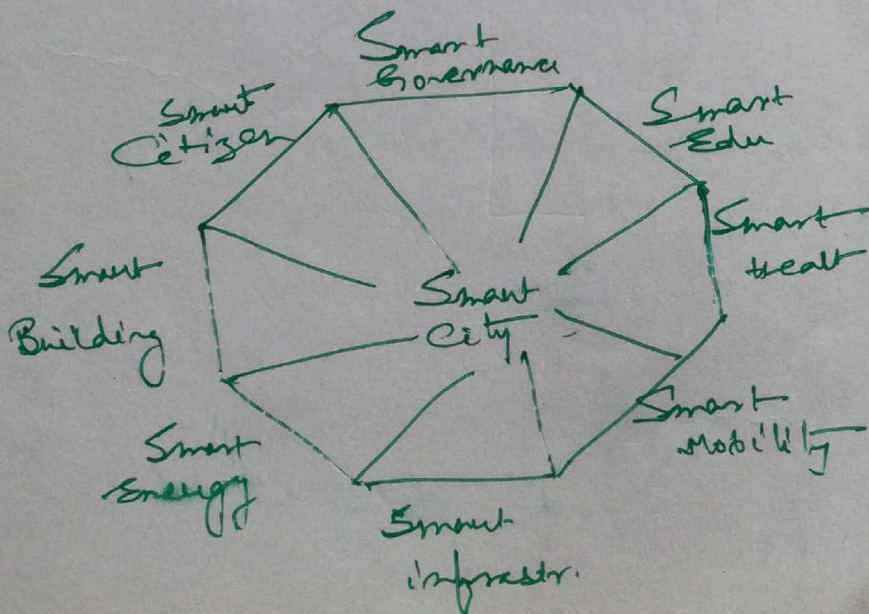 Smart
Governance
Smart
Citizen
Smart
Edu
Smart
Healt
Smart
Building
Smart
City
Smart
Mobility
Smart
Energy
Smart
infrastr.